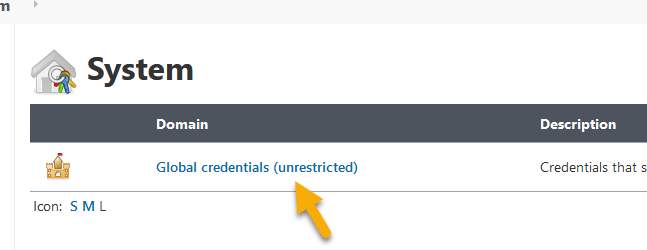 m
System
Domain Description
Global credentials (unrestricted) Credentials that s
Icon: S M L